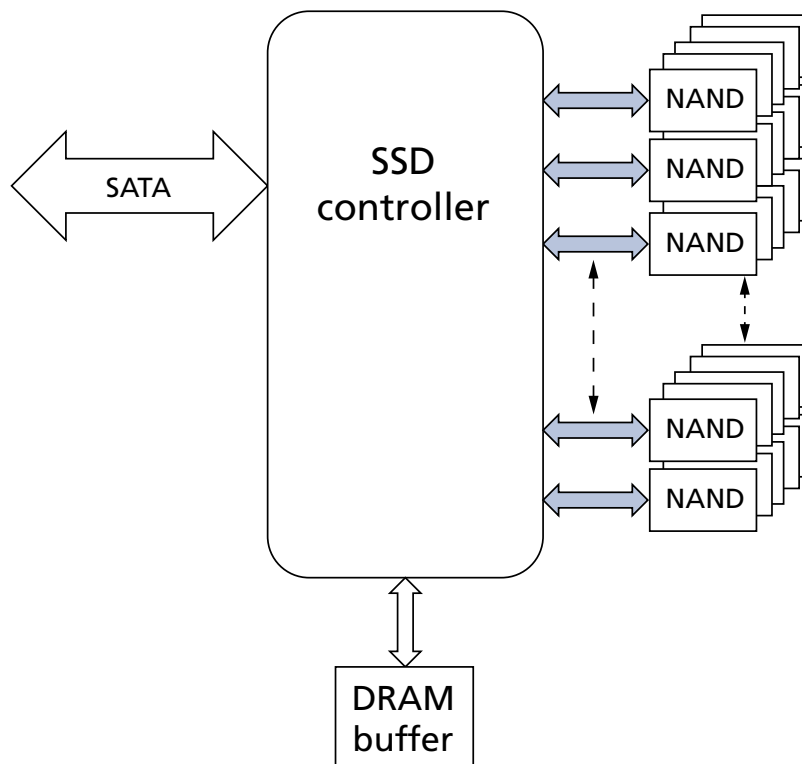 NAND
SSD
controller
NAND
SATA
NAND
NAND
NAND
DRAM
buffer